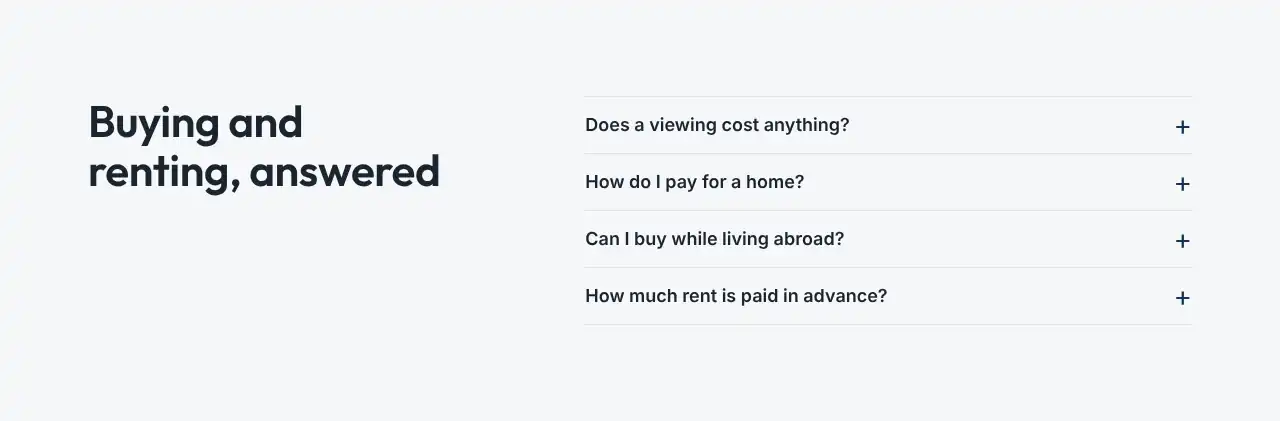 Buying and
renting, answered
Does a viewing cost anything?
How do I pay for a home?
Can I buy while living abroad?
How much rent is paid in advance?